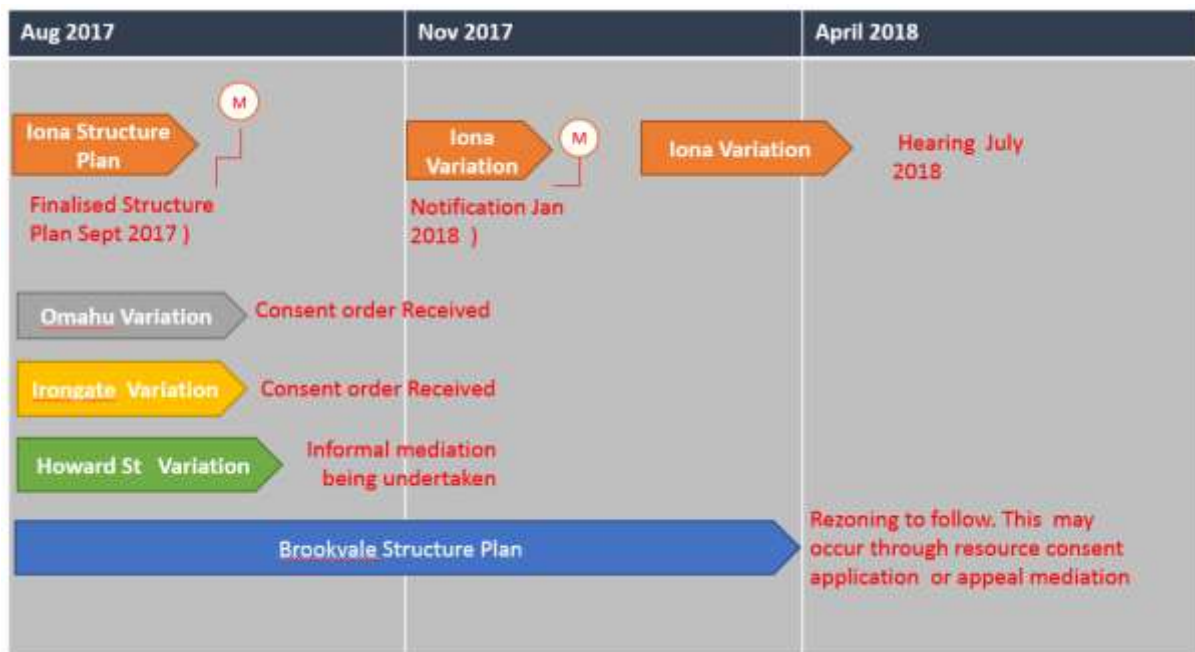 Aug 2017
Nov 2017
April 2018
M
Iona Structure
Plan
Finalised Structure
Plan Sept 2017 )
Iona
Variation
M
Notification Jan
2018 )
Iona Variation
Hearing July
2018
Omahu Variation
Consent order Received
Irongate Variation
Consent order Received
Howard St Variation
Informal mediation
being undertaken
Brookvale Structure Plan
Rezoning to follow. This may
occur through resource consent
application or appeal mediation